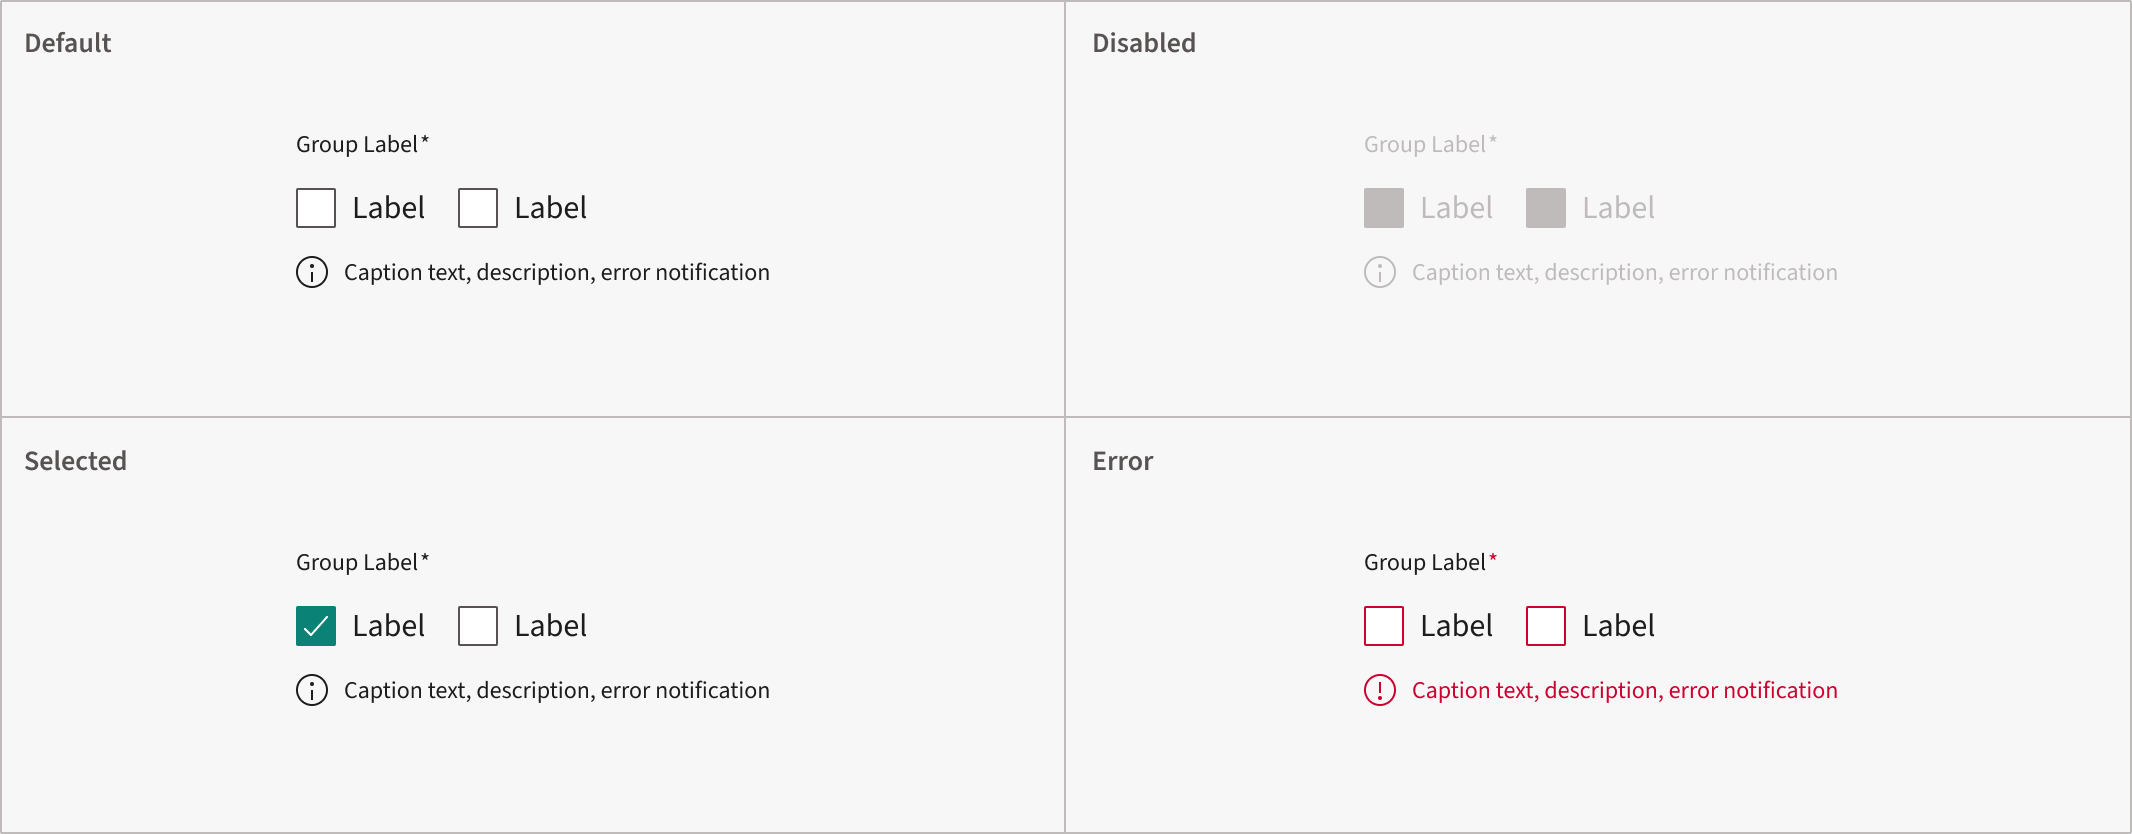 Default
Group Label*
Label Label
Caption text, description, error notification
Disabled
Group Label*
Label Label
Caption text, description, error notification
Selected
Group Label*
Label Label
Caption text, description, error notification
Error
Group Label*
Label Label
Caption text, description, error notification